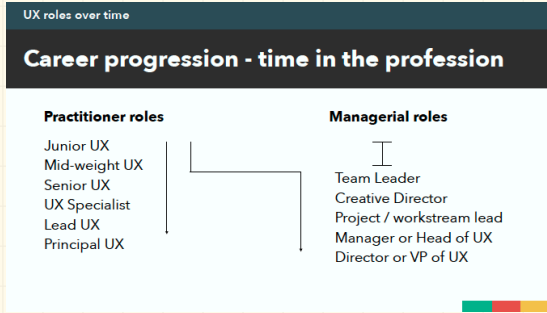 UX roles over time
Career progression - time in the profession
Practitioner roles
Junior UX
Mid-weight UX
Senior UX
UX Specialist
Lead UX
Principal UX
Managerial roles
Team Leader
Creative Director
Project / workstream lead
Manager or Head of UX
Director or VP of UX